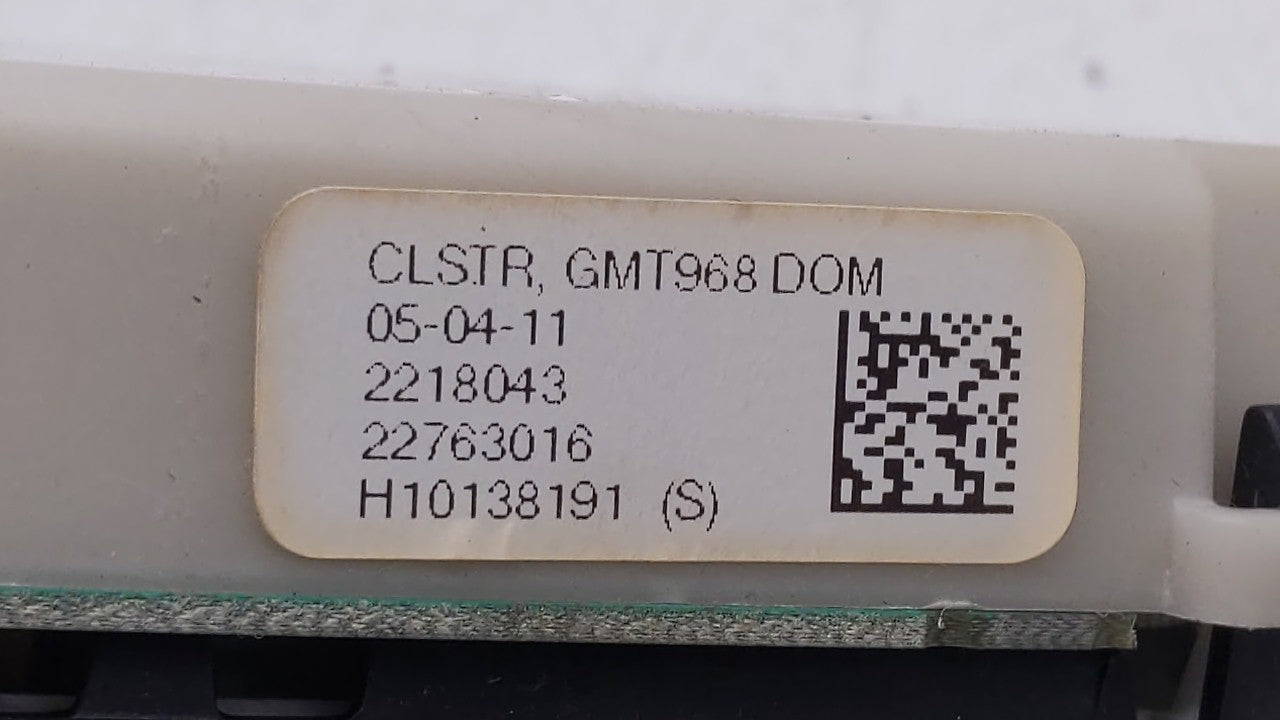 CLSTR, GMT968 DOM
05-04-11
2218043
22763016
H10138191 (S)